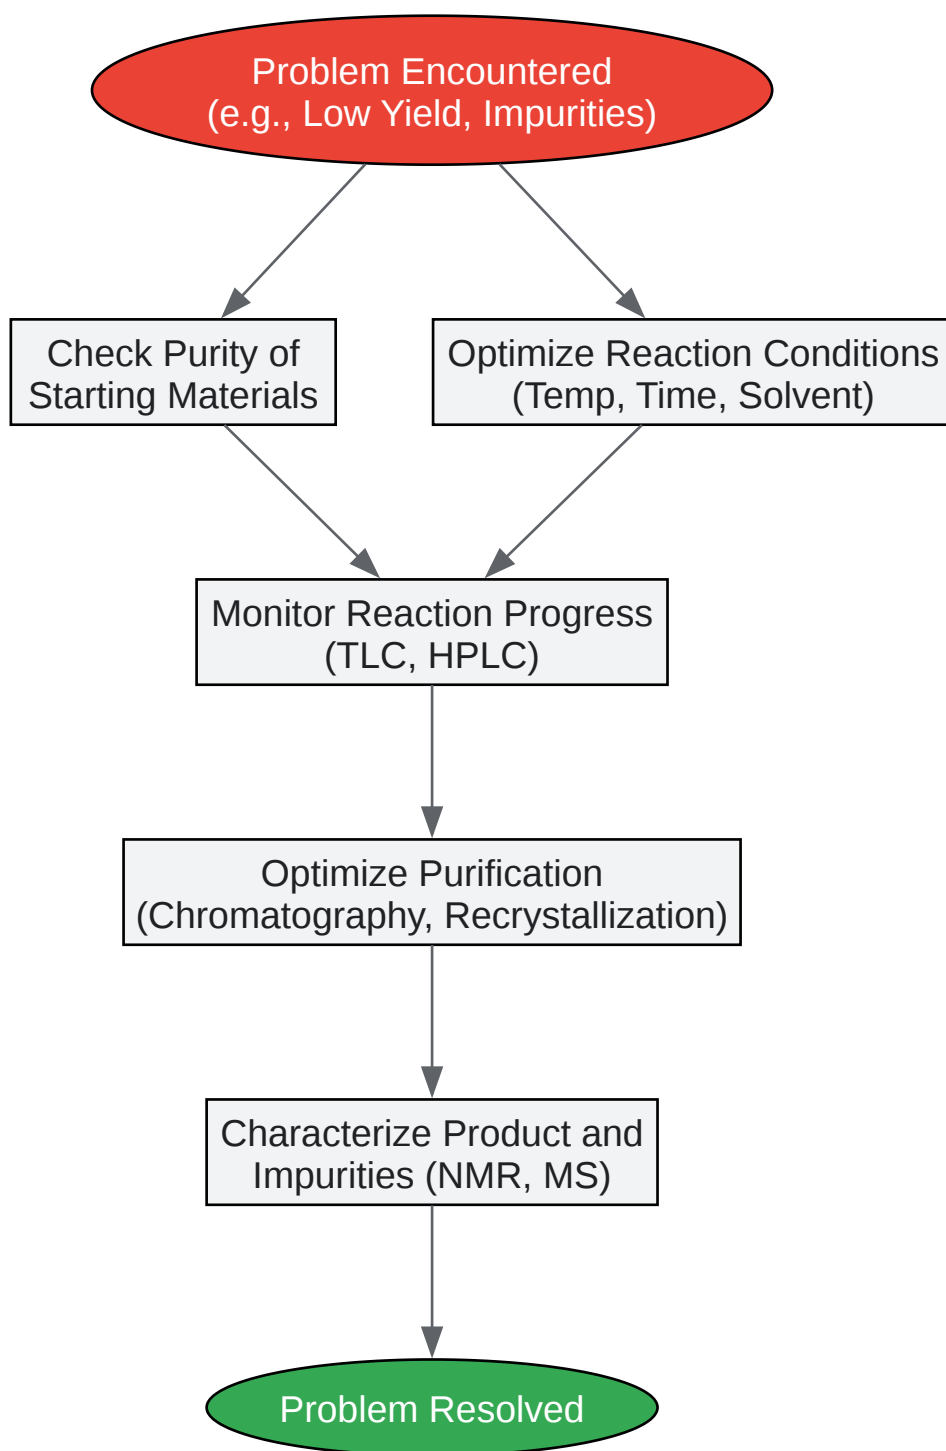 Problem Encountered
(e.g., Low Yield, Impurities)
Check Purity of
Starting Materials
Optimize Reaction Conditions
(Temp, Time, Solvent)
Monitor Reaction Progress
(TLC, HPLC)
Optimize Purification
(Chromatography, Recrystallization)
Characterize Product and
Impurities (NMR, MS)
Problem Resolved